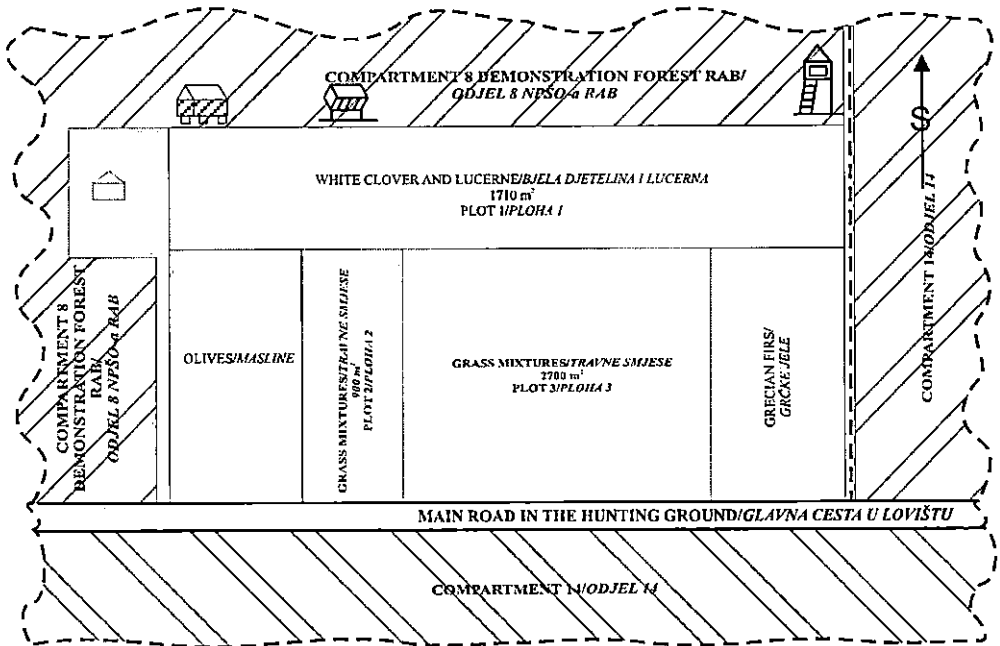 COMPARTMENT 8 DEMONSTRATION FOREST RAB/
ODJEL 8 NPŠO-a RAB
S
WHITE CLOVER AND LUCERNE/BJELA DJETELINA I LUCERNA
1710 m²
PLOT 1/PLOHA 1
COMPARTMENT 8
DEMONSTRATION FOREST
RAB/
ODJEL 8 NPŠO-a RAB
OLIVES/MASLINE
GRASS MIXTURES/TRAVNE SMJESE
900 m²
PLOT 2/PLOHA 2
GRASS MIXTURES/TRAVNE SMJESE
2700 m²
PLOT 3/PLOHA 3
GRECIAN FIRS/
GRČKE JELE
COMPARTMENT 14/ODJEL 14
MAIN ROAD IN THE HUNTING GROUND/GLAVNA CESTA U LOVIŠTU
COMPARTMENT 14/ODJEL 14